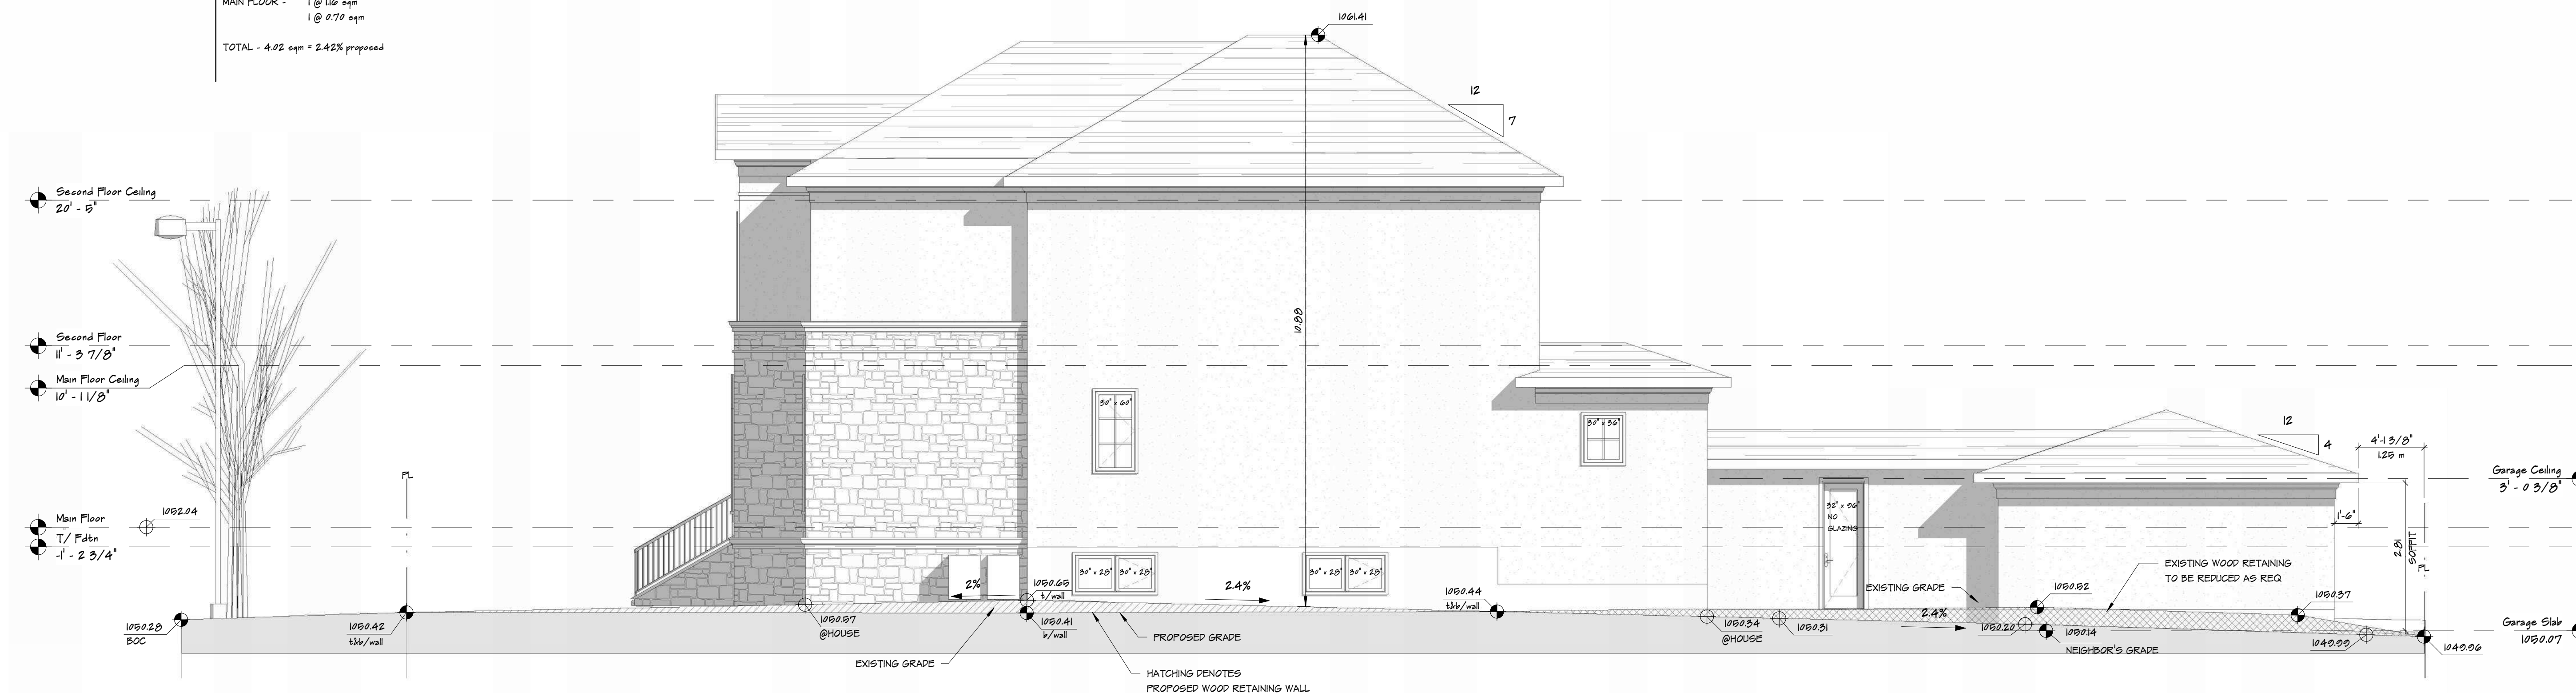 MAIN FLOOR - 1 @ 1.16 sqm
1 @ 0.70 sqm
TOTAL - 4.02 sqm = 2.42% proposed
1061.41
12
7
Second Floor Ceiling
20' - 5"
Second Floor
11' - 3 7/8"
Main Floor Ceiling
10' - 1 1/8"
Main Floor
T/ Fdtn
-1' - 2 3/4"
1052.04
PL
10.88
30" x 60"
30" x 36"
12
4
4'-1 3/8"
1.25 m
Garage Ceiling
3' - 0 3/8"
32" x 96"
NO
GLAZING
1'-6"
2.81
SOFFIT
PL
30" x 28"
30" x 28"
30" x 28"
30" x 28"
2%
1050.65
t/wall
2.4%
1050.44
t&b/wall
EXISTING GRADE
1050.52
EXISTING WOOD RETAINING
TO BE REDUCED AS REQ
1050.37
1050.28
BOC
1050.42
t&b/wall
1050.57
@HOUSE
1050.41
b/wall
PROPOSED GRADE
EXISTING GRADE
HATCHING DENOTES
PROPOSED WOOD RETAINING WALL
1050.34
@HOUSE
1050.31
2.4%
1050.20
1050.14
NEIGHBOR'S GRADE
1049.99
1049.96
Garage Slab
1050.07